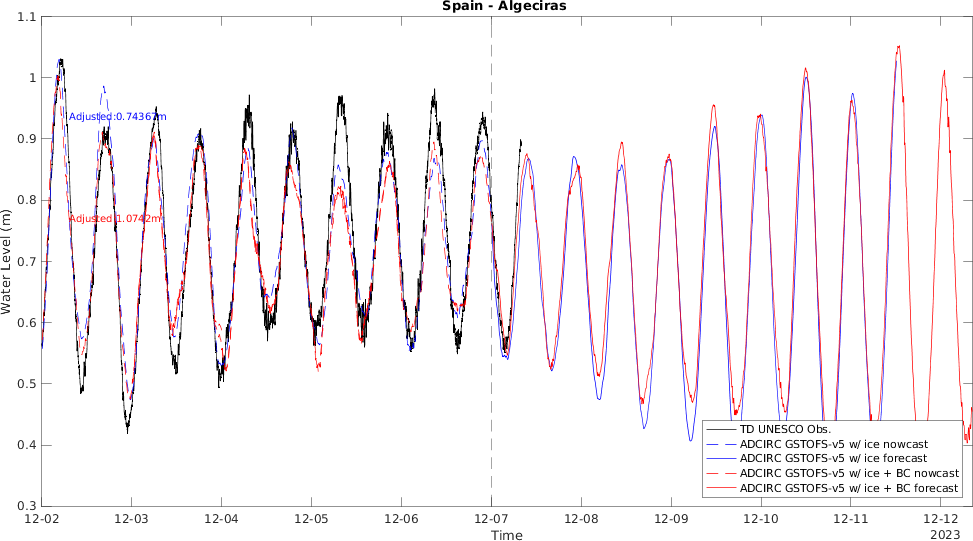 Spain - Algeciras
1.1
1
0.9
0.8
0.7
0.6
0.5
0.4
0.3
Water Level (m)
Adjusted:0.74367m
Adjusted 1.0742m
TD UNESCO Obs.
ADCIRC GSTOFS-v5 w/ ice nowcast
ADCIRC GSTOFS-v5 w/ ice forecast
ADCIRC GSTOFS-v5 w/ ice + BC nowcast
ADCIRC GSTOFS-v5 w/ ice + BC forecast
12-02 12-03 12-04 12-05 12-06 12-07 12-08 12-09 12-10 12-11 12-12
2023
Time